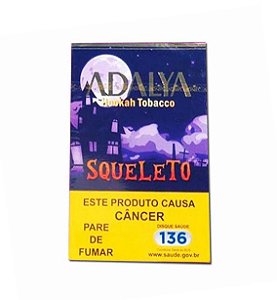 ADALYA
Hookah Tobacco
SQUELETO
ESTE PRODUTO CAUSA
CÂNCER
PARE
DE
FUMAR
DISQUE SAÚDE
136
www.saude.gov.br